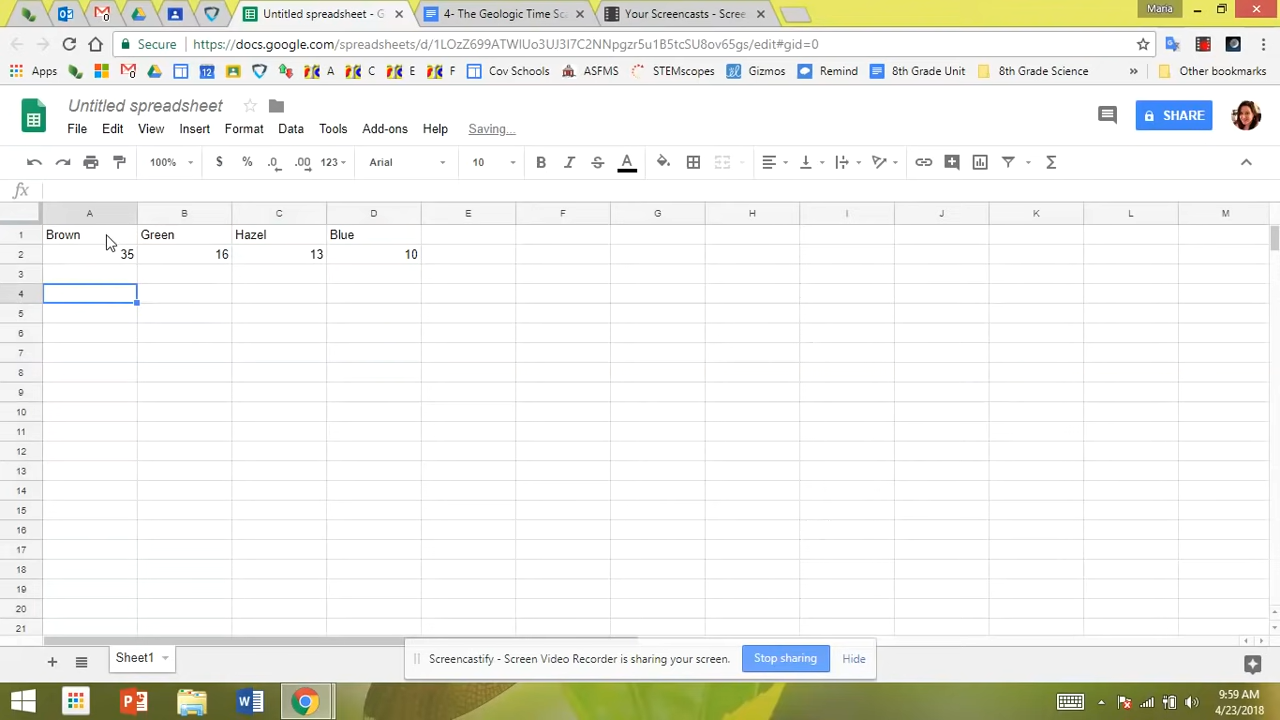 Untitled spreadsheet - G
4- The Geologic Time Sc
Your Screencasts - Scree
Maria
Secure https://docs.google.com/spreadsheets/d/1LOzZ699ATWlUo3UJ3I7C2NNpgzr5u1B5tcSU8ov65gs/edit#gid=0
Apps A C E F Cov Schools ASFMS STEMscopes Gizmos Remind 8th Grade Unit 8th Grade Science » Other bookmarks
Untitled spreadsheet
SHARE
File Edit View Insert Format Data Tools Add-ons Help Saving...
100% $ % .0 .00 123 Arial 10 B I S A Σ
fx
A B C D E F G H I J K L M
1 Brown Green Hazel Blue
2 35 16 13 10
3
4
5
6
7
8
9
10
11
12
13
14
15
16
17
18
19
20
21
Sheet1
Screencastify - Screen Video Recorder is sharing your screen. Stop sharing Hide
9:59 AM
4/23/2018